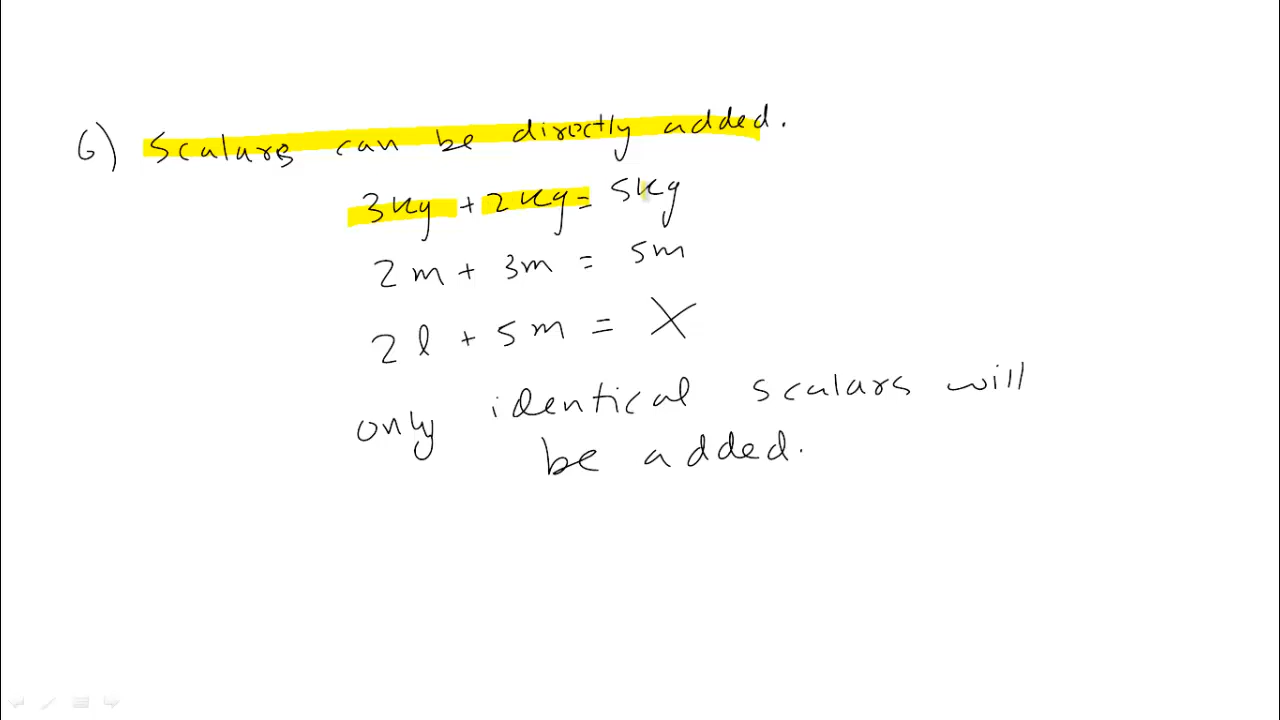 6) Scalars can be directly added.
3kg + 2kg = 5kg
2m + 3m = 5m
2l + 5m = X
only identical scalars will
be added.